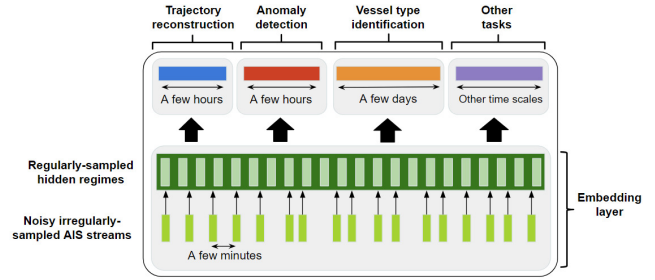 Trajectory
reconstruction
Anomaly
detection
Vessel type
identification
Other
tasks
A few hours
A few hours
A few days
Other time scales
Regularly-sampled
hidden regimes
Embedding
layer
Noisy irregularly-
sampled AIS streams
A few minutes